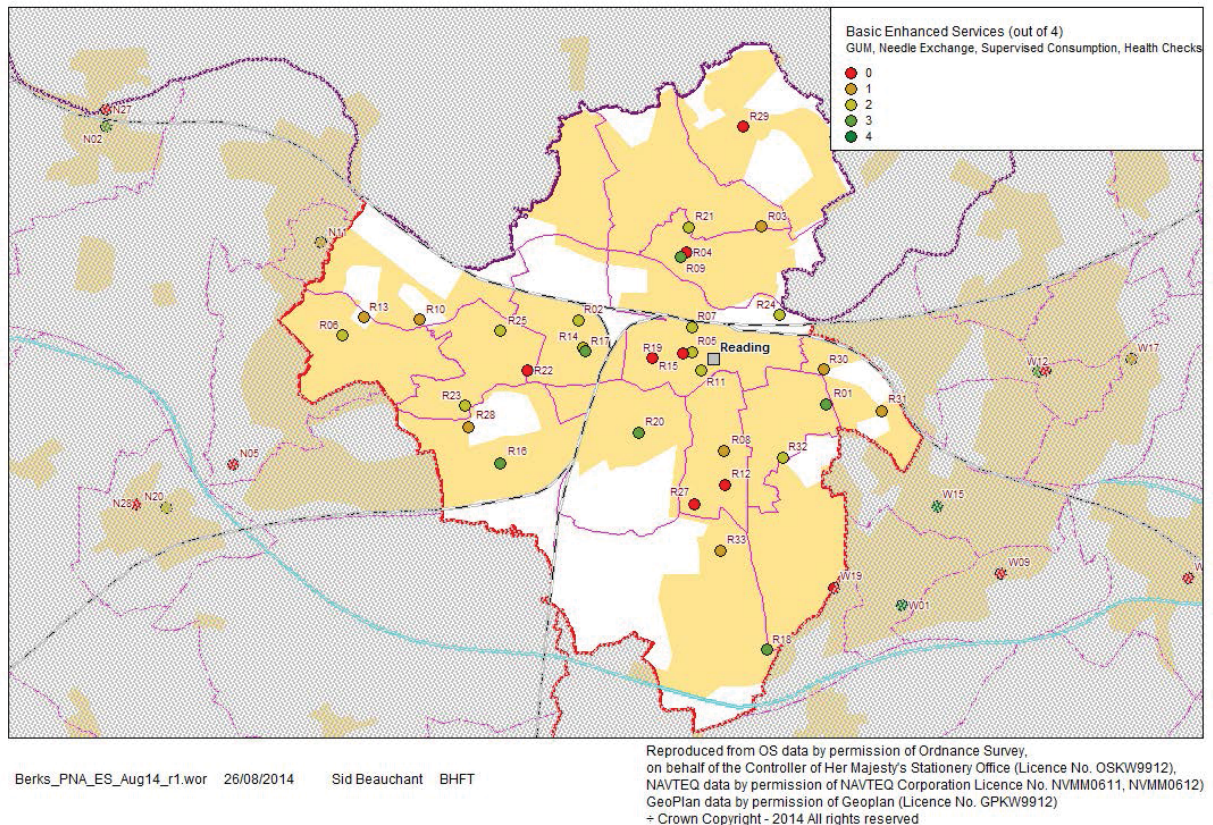 Basic Enhanced Services (out of 4)
GUM, Needle Exchange, Supervised Consumption, Health Checks
0
1
2
3
4
N27
N02
R29
R21
R03
N11
R04
R09
R24
R13
R10
R02
R07
R06
R25
R14
R17
R19
R05
Reading
R15
R22
R11
R30
W12
W17
R23
R28
R20
R01
R31
R16
R08
R32
N05
R12
R27
N28
N20
W15
R33
W19
W09
W
W01
R18
Berks_PNA_ES_Aug14_r1.wor 26/08/2014 Sid Beauchant BHFT
Reproduced from OS data by permission of Ordnance Survey,
on behalf of the Controller of Her Majesty's Stationery Office (Licence No. OSKW9912),
NAVTEQ data by permission of NAVTEQ Corporation Licence No. NVMM0611, NVMM0612)
GeoPlan data by permission of Geoplan (Licence No. GPKW9912)
÷ Crown Copyright - 2014 All rights reserved